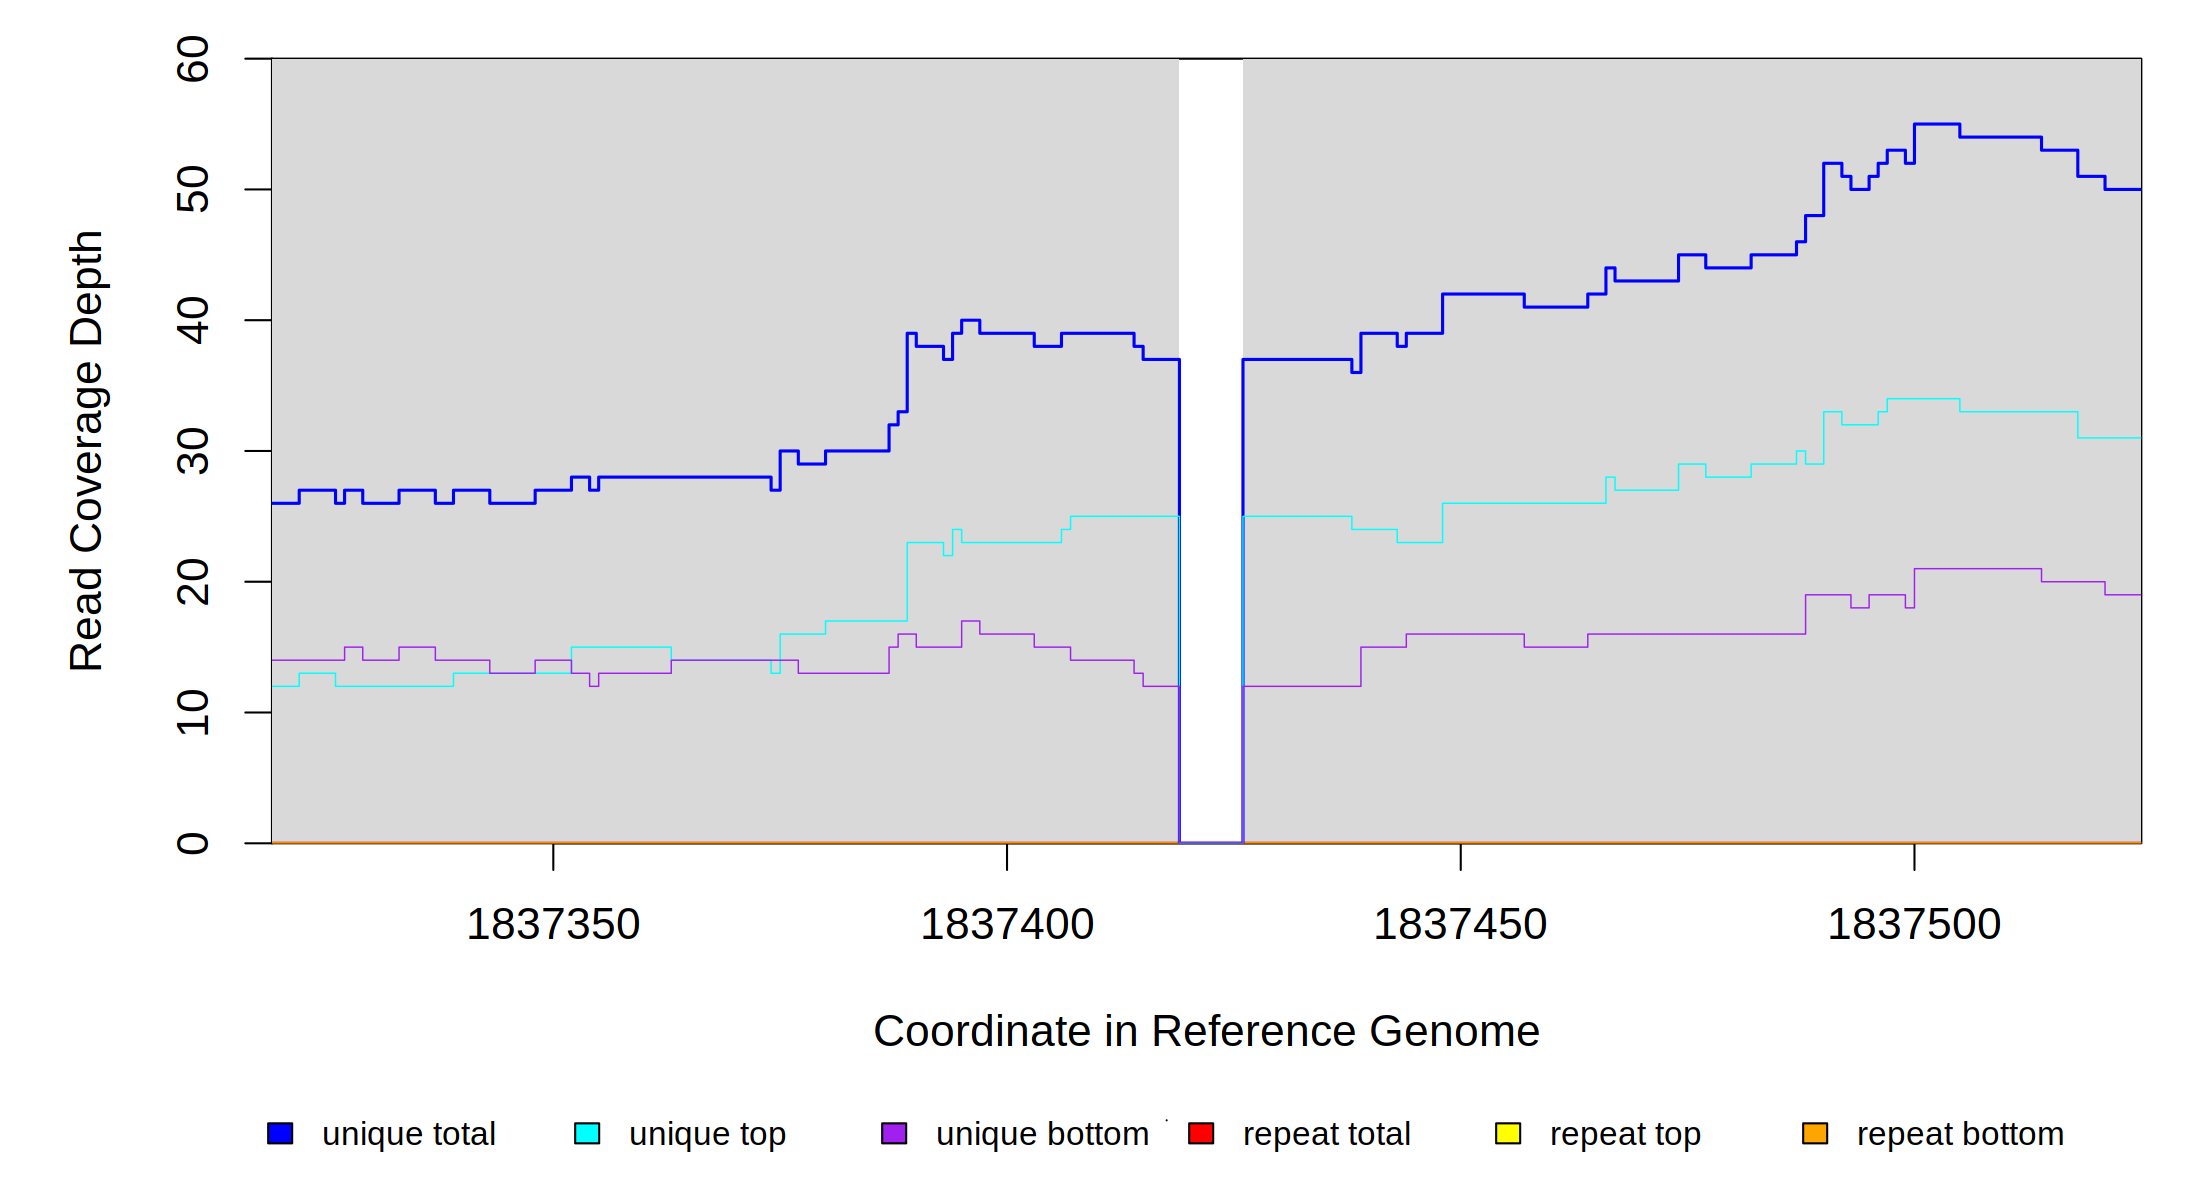 60
50
40
30
20
10
0
Read Coverage Depth
1837350 1837400 1837450 1837500
Coordinate in Reference Genome
unique total unique top unique bottom repeat total repeat top repeat bottom